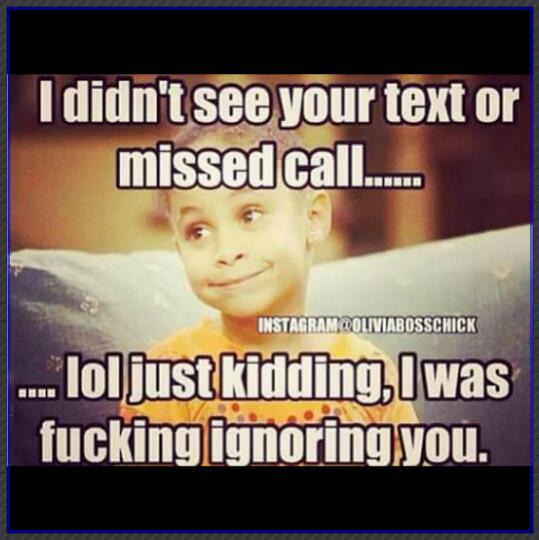 I didn't see your text or
missed call......
INSTAGRAM@OLIVIABOSSCHICK
.... lol just kidding, I was
fucking ignoring you.